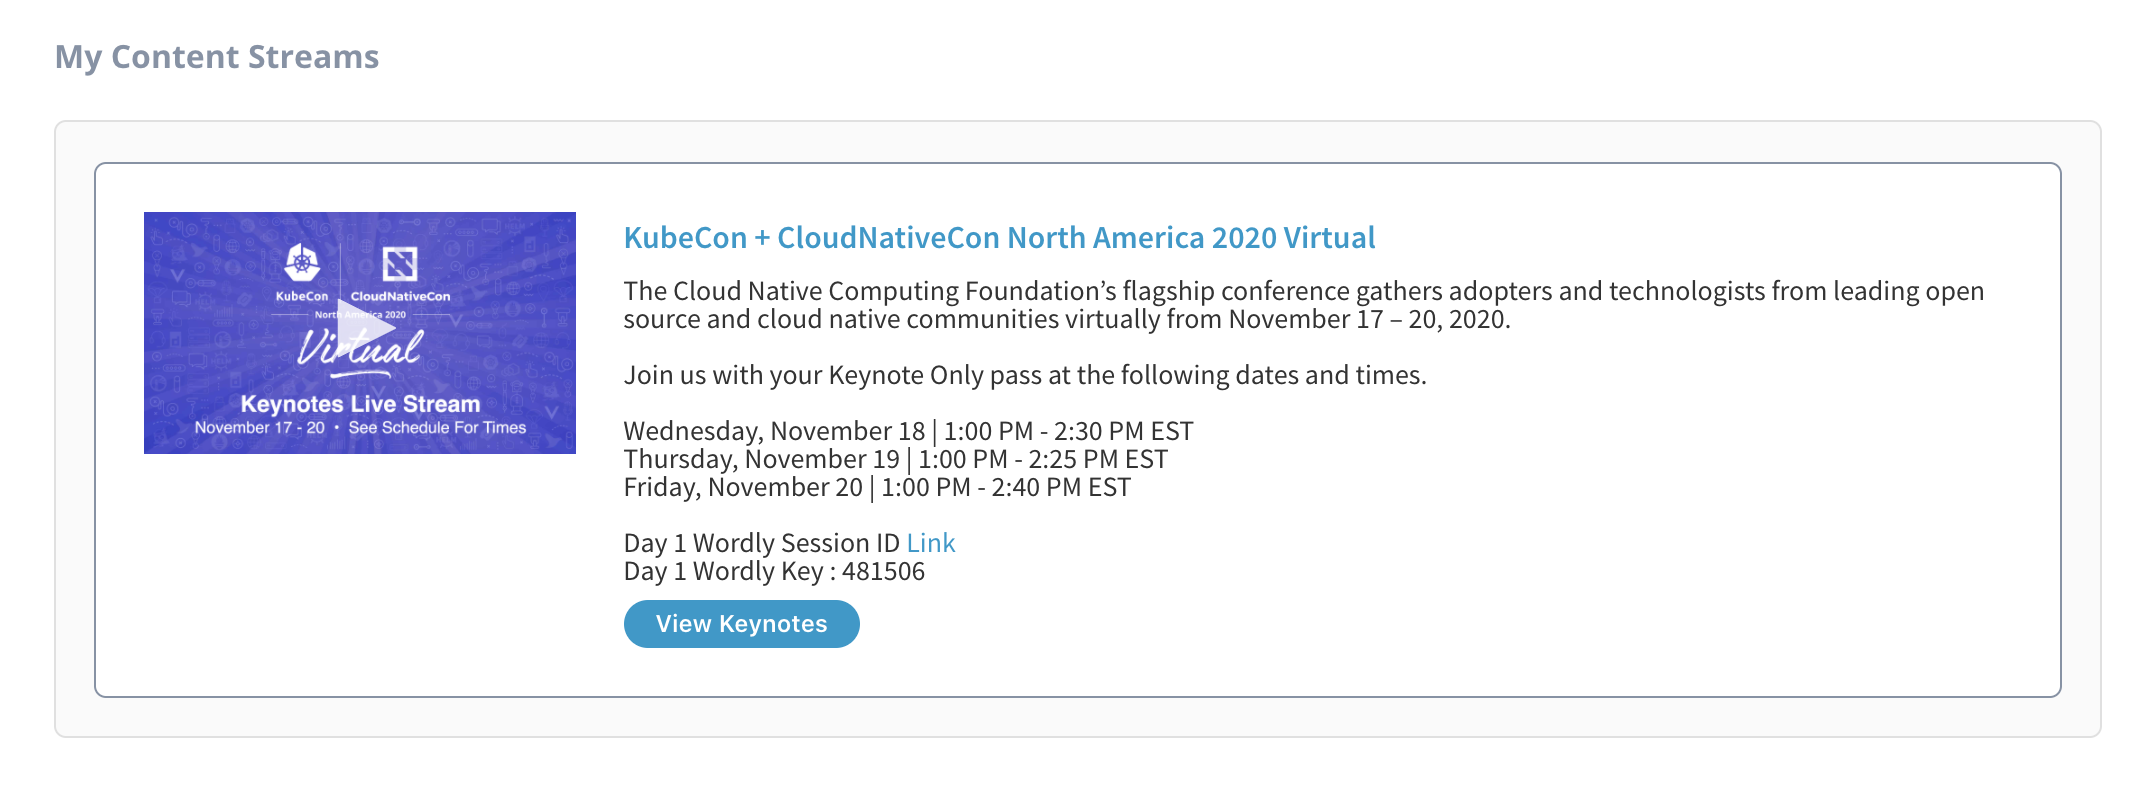 My Content Streams
KubeCon
CloudNativeCon
North America 2020
Virtual
Keynotes Live Stream
November 17 - 20 • See Schedule For Times
KubeCon + CloudNativeCon North America 2020 Virtual
The Cloud Native Computing Foundation’s flagship conference gathers adopters and technologists from leading open
source and cloud native communities virtually from November 17 – 20, 2020.
Join us with your Keynote Only pass at the following dates and times.
Wednesday, November 18 | 1:00 PM - 2:30 PM EST
Thursday, November 19 | 1:00 PM - 2:25 PM EST
Friday, November 20 | 1:00 PM - 2:40 PM EST
Day 1 Wordly Session ID Link
Day 1 Wordly Key : 481506
View Keynotes